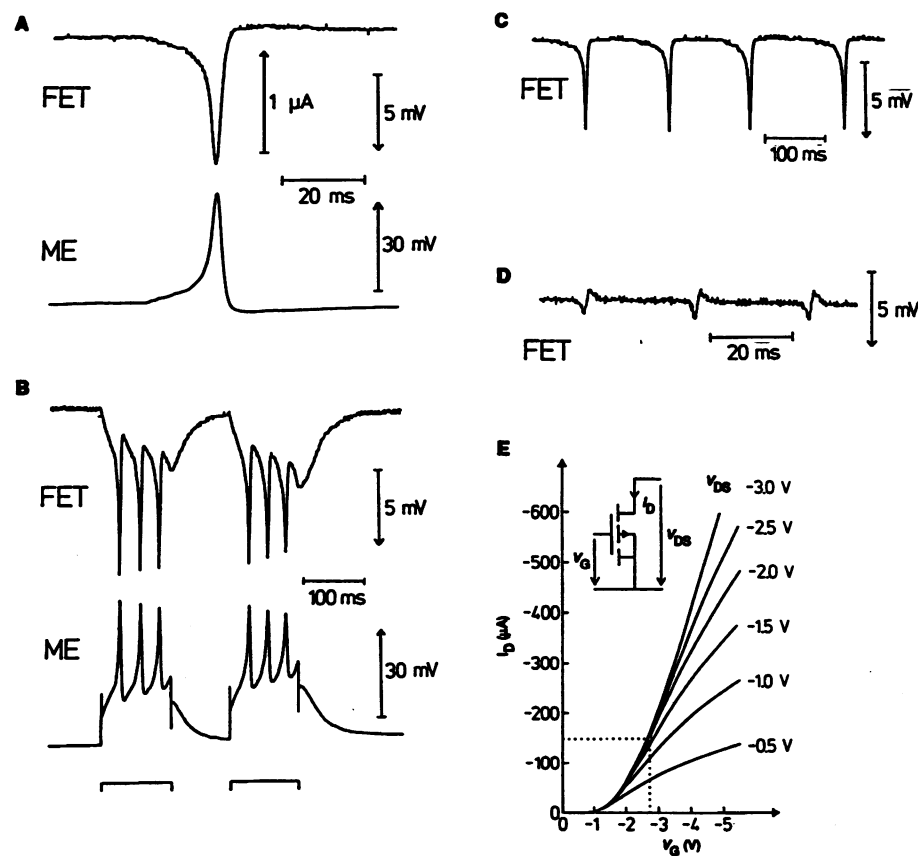 A
FET
1 μA
5 mV
20 ms
ME
30 mV
B
FET
5 mV
100 ms
ME
30 mV
C
FET
5 mV
100 ms
D
FET
5 mV
20 ms
E
I_D (μA)
-600
-500
-400
-300
-200
-100
0
0 -1 -2 -3 -4 -5
V_G (V)
V_G
I_D
V_DS
V_DS -3.0 V
-2.5 V
-2.0 V
-1.5 V
-1.0 V
-0.5 V